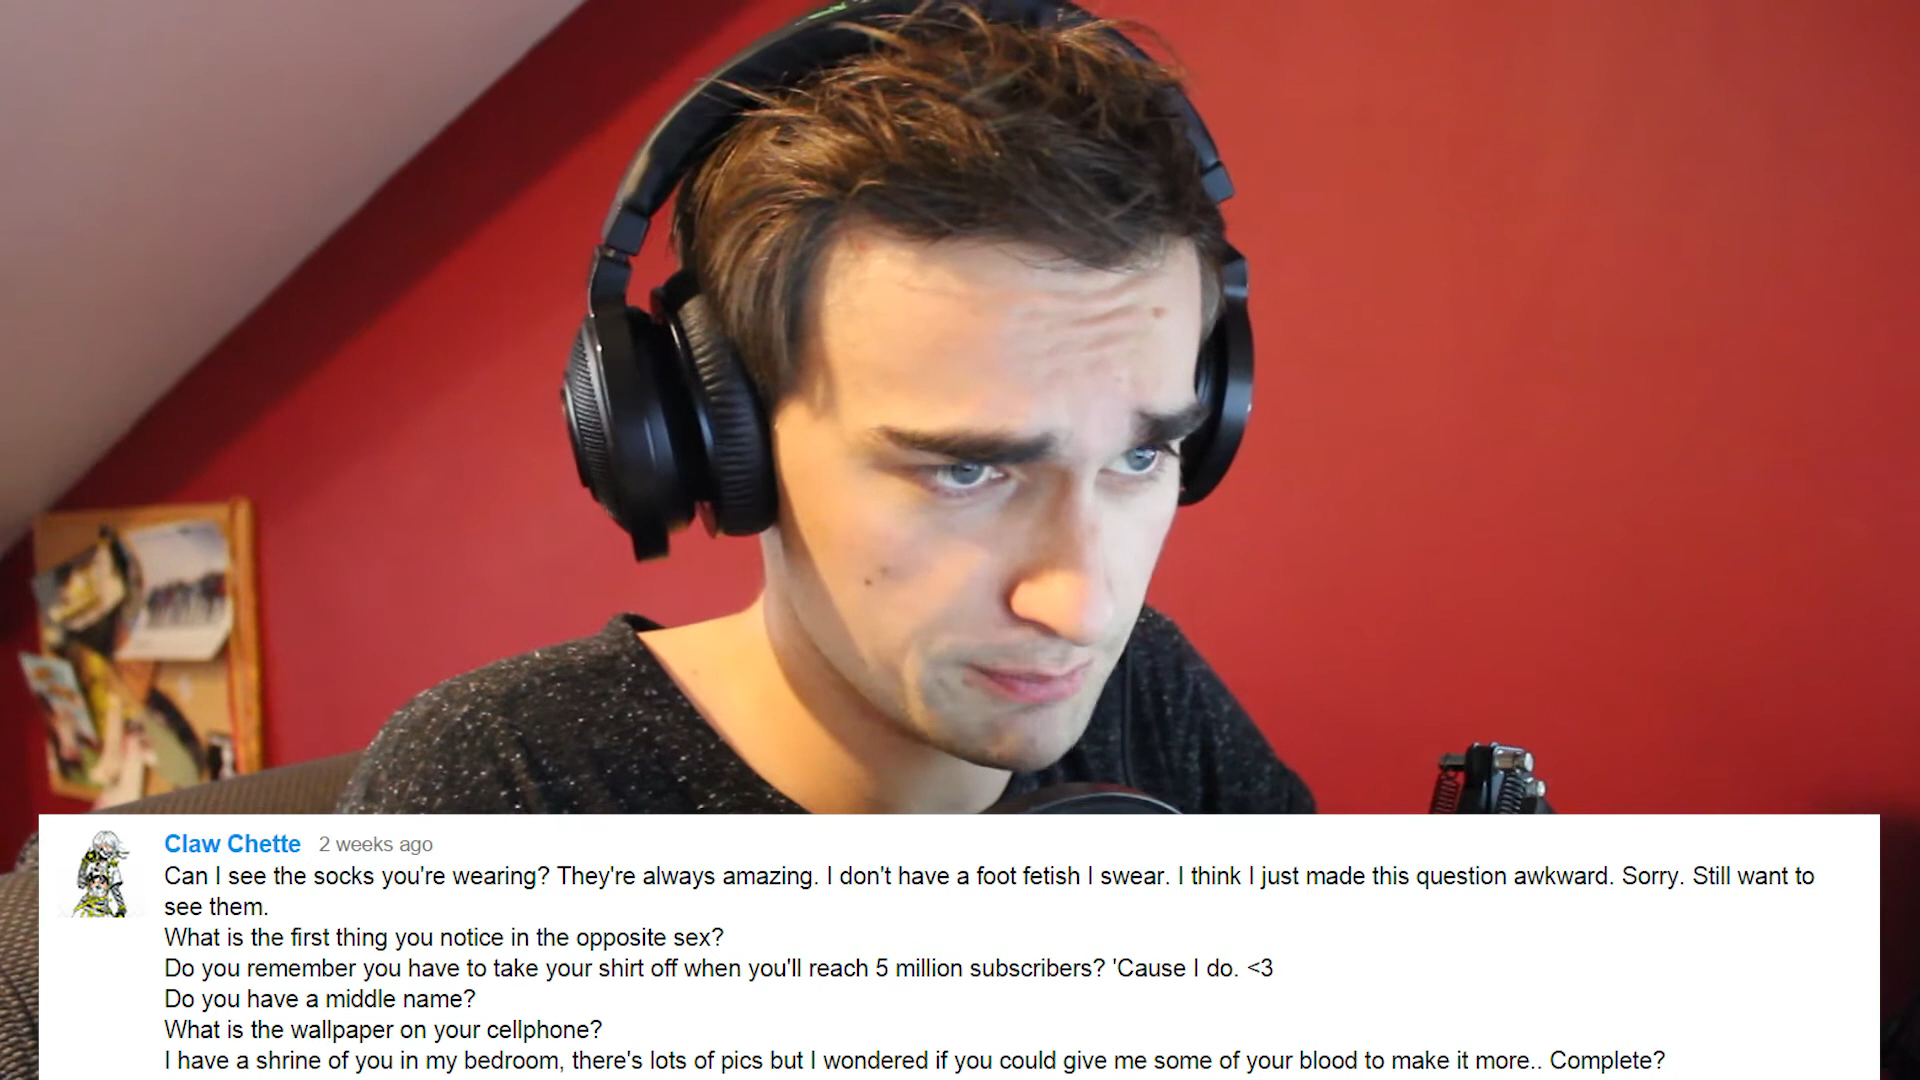 Claw Chette 2 weeks ago
Can I see the socks you're wearing? They're always amazing. I don't have a foot fetish I swear. I think I just made this question awkward. Sorry. Still want to
see them.
What is the first thing you notice in the opposite sex?
Do you remember you have to take your shirt off when you'll reach 5 million subscribers? 'Cause I do. <3
Do you have a middle name?
What is the wallpaper on your cellphone?
I have a shrine of you in my bedroom, there's lots of pics but I wondered if you could give me some of your blood to make it more.. Complete?